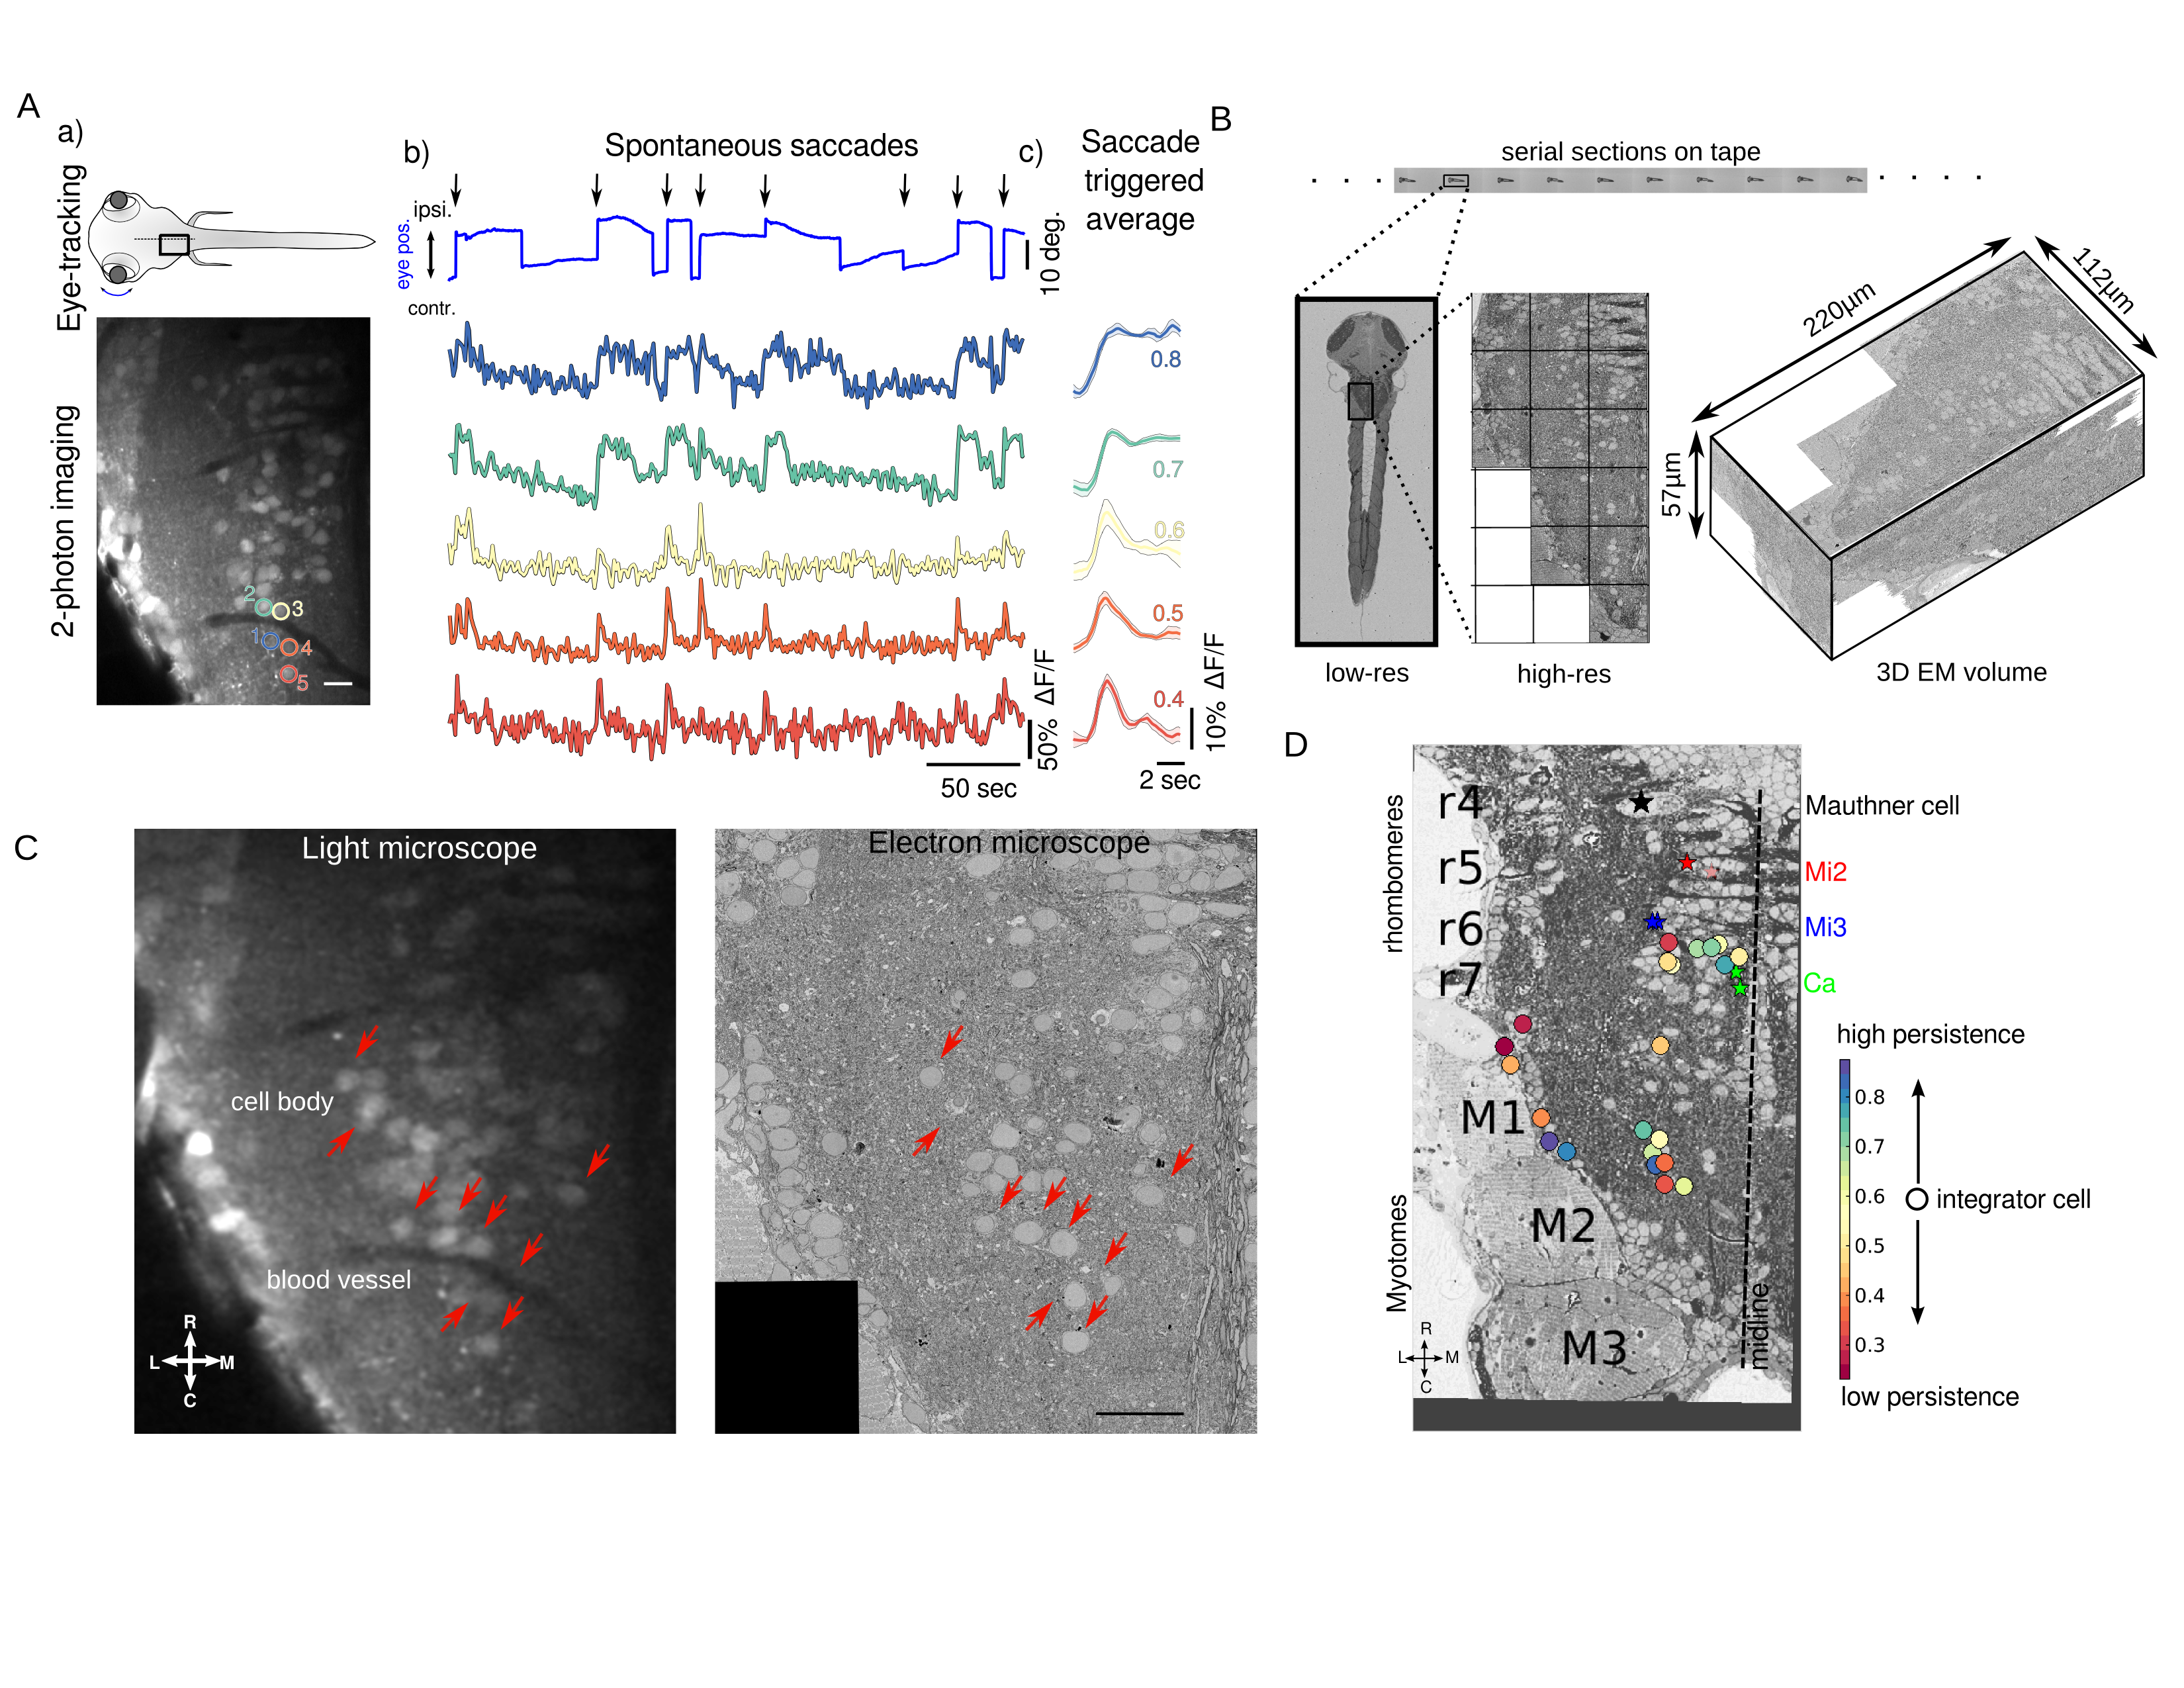 A
a)
Eye-tracking
2-photon imaging
2
3
1
4
5
b)
Spontaneous saccades
ipsi.
eye pos.
contr.
10 deg.
50% ΔF/F
50 sec
c)
Saccade
triggered
average
0.8
0.7
0.6
0.5
0.4
10% ΔF/F
2 sec
B
serial sections on tape
low-res
high-res
220µm
112µm
57µm
3D EM volume
C
Light microscope
cell body
blood vessel
R
L M
C
Electron microscope
D
rhombomeres
Myotomes
r4
r5
r6
r7
M1
M2
M3
R
L M
C
midline
Mauthner cell
Mi2
Mi3
Ca
high persistence
0.8
0.7
0.6
0.5
0.4
0.3
integrator cell
low persistence